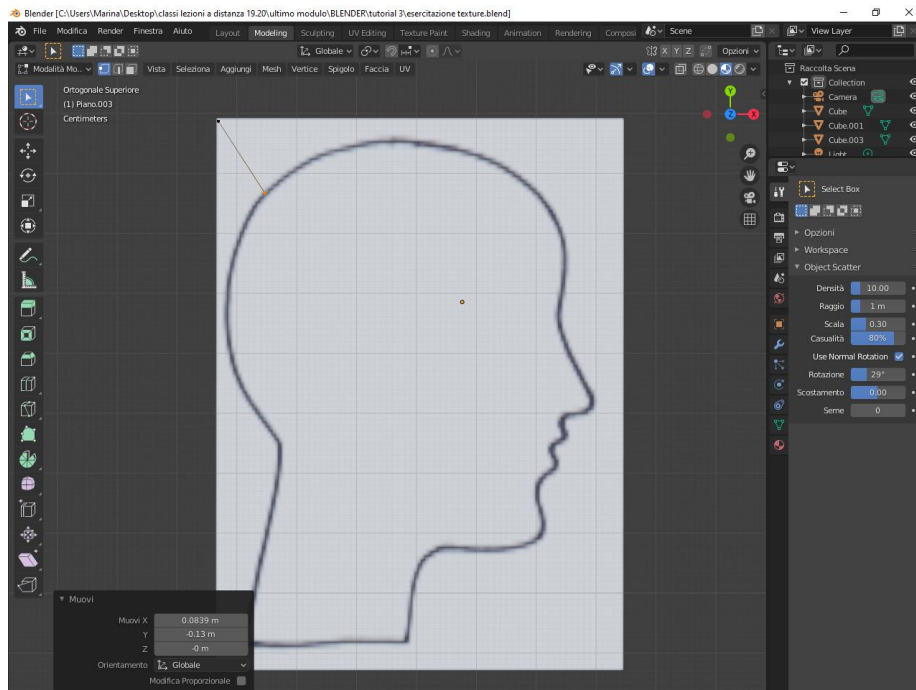 Blender [C:\Users\Marina\Desktop\classi lezioni a distanza 19.20\ultimo modulo\BLENDER\tutorial 3\esercitazione texture.blend]
File Modifica Render Finestra Aiuto Layout Modeling Sculpting UV Editing Texture Paint Shading Animation Rendering Composi Scene View Layer
Globale X Y Z Opzioni
Modalità Mo.. Vista Seleziona Aggiungi Mesh Vertice Spigolo Faccia UV
Ortogonale Superiore
(1) Piano.003
Centimeters
Y
Z
X
Raccolta Scena
Collection
Camera
Cube
Cube.001
Cube.003
Light
Select Box
Opzioni
Workspace
Object Scatter
Densità 10.00
Raggio 1 m
Scala 0.30
Casualità 80%
Use Normal Rotation
Rotazione 29°
Scostamento 0.00
Seme 0
Muovi
Muovi X 0.0839 m
Y -0.13 m
Z -0 m
Orientamento Globale
Modifica Proporzionale